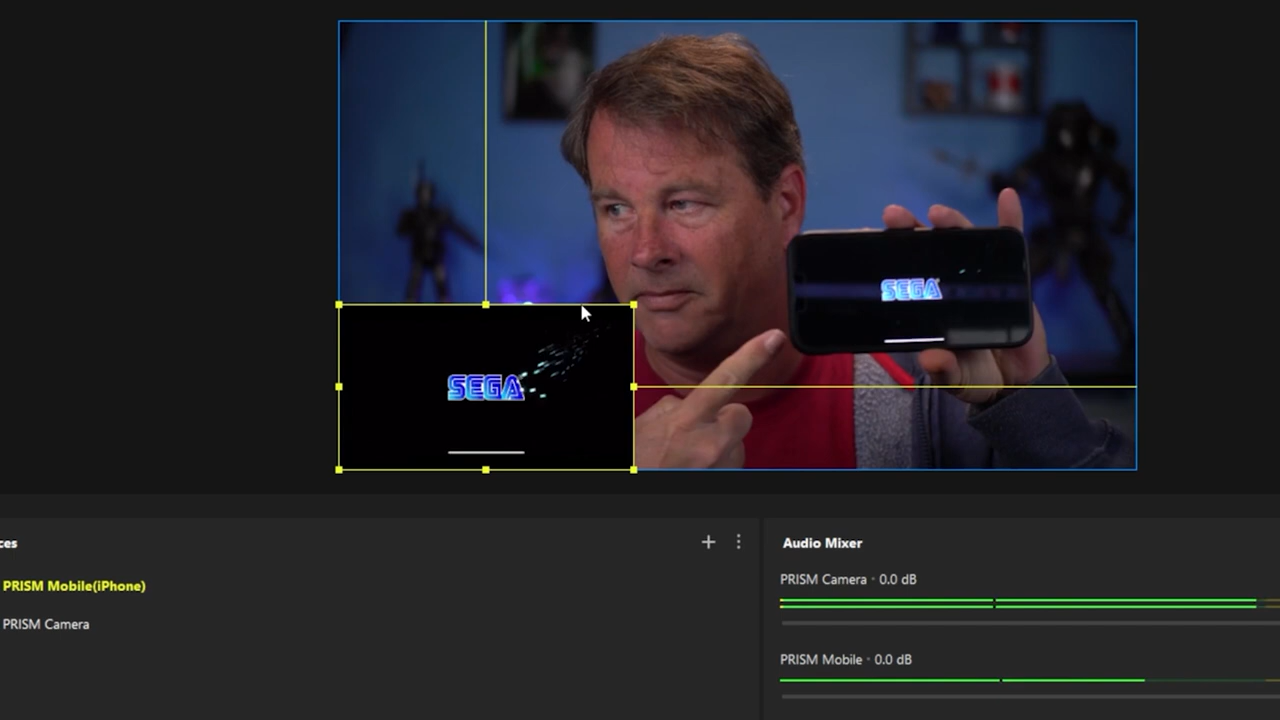 SEGA
SEGA
ces
PRISM Mobile(iPhone)
PRISM Camera
Audio Mixer
PRISM Camera · 0.0 dB
PRISM Mobile · 0.0 dB